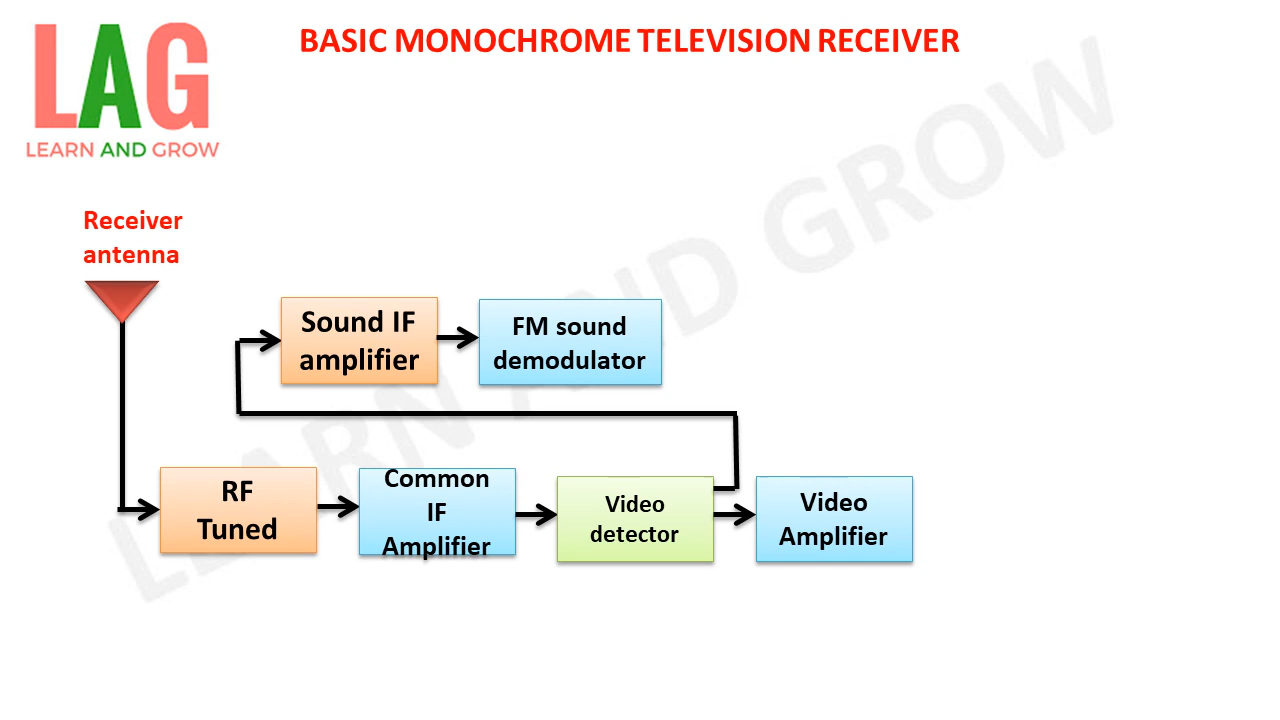 LAG
LEARN AND GROW
BASIC MONOCHROME TELEVISION RECEIVER
LEARN AND GROW
Receiver
antenna
Sound IF
amplifier
FM sound
demodulator
RF
Tuned
Common
IF
Amplifier
Video
detector
Video
Amplifier